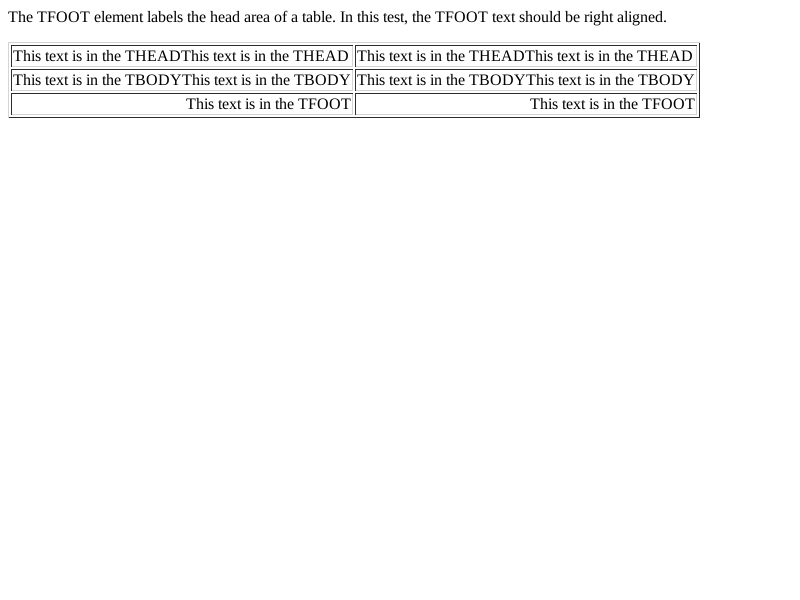 The TFOOT element labels the head area of a table. In this test, the TFOOT text should be right aligned.
This text is in the THEADThis text is in the THEAD This text is in the THEADThis text is in the THEAD
This text is in the TBODYThis text is in the TBODY This text is in the TBODYThis text is in the TBODY
This text is in the TFOOT This text is in the TFOOT